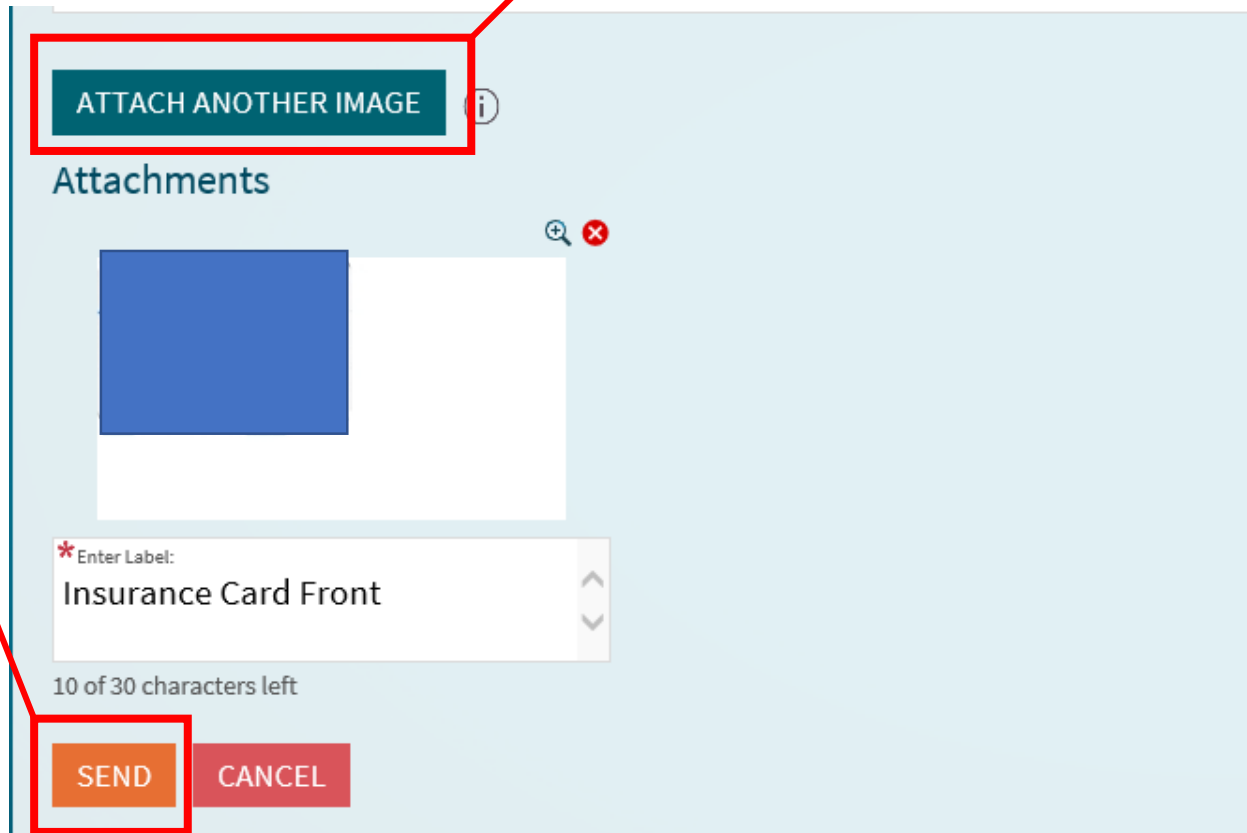 ATTACH ANOTHER IMAGE i
Attachments
*Enter Label:
Insurance Card Front
10 of 30 characters left
SEND CANCEL